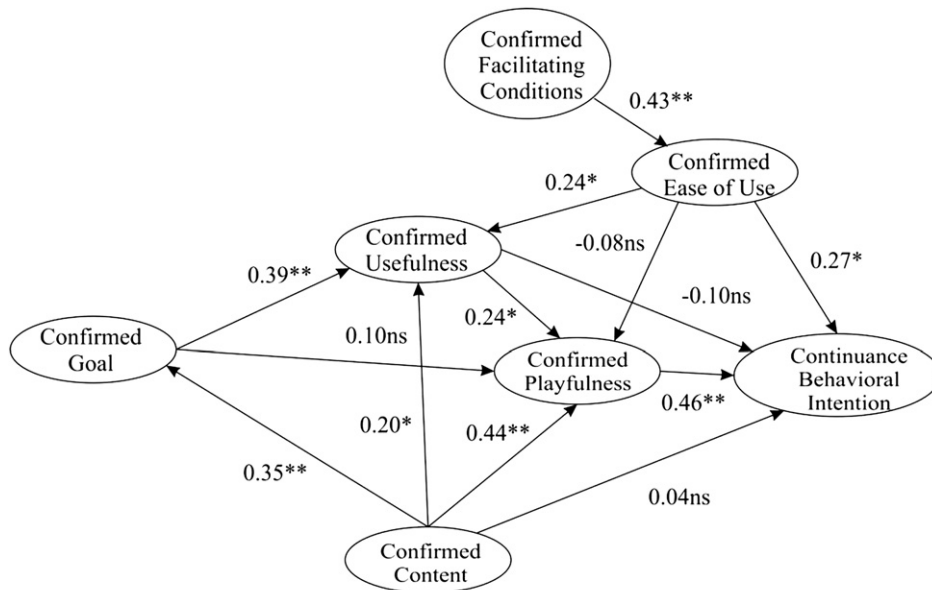 Confirmed
Facilitating
Conditions
0.43**
Confirmed
Ease of Use
0.24*
Confirmed
Usefulness
-0.08ns
0.27*
0.39**
-0.10ns
0.24*
0.10ns
Confirmed
Goal
Confirmed
Playfulness
Continuance
Behavioral
Intention
0.46**
0.20*
0.44**
0.35**
0.04ns
Confirmed
Content